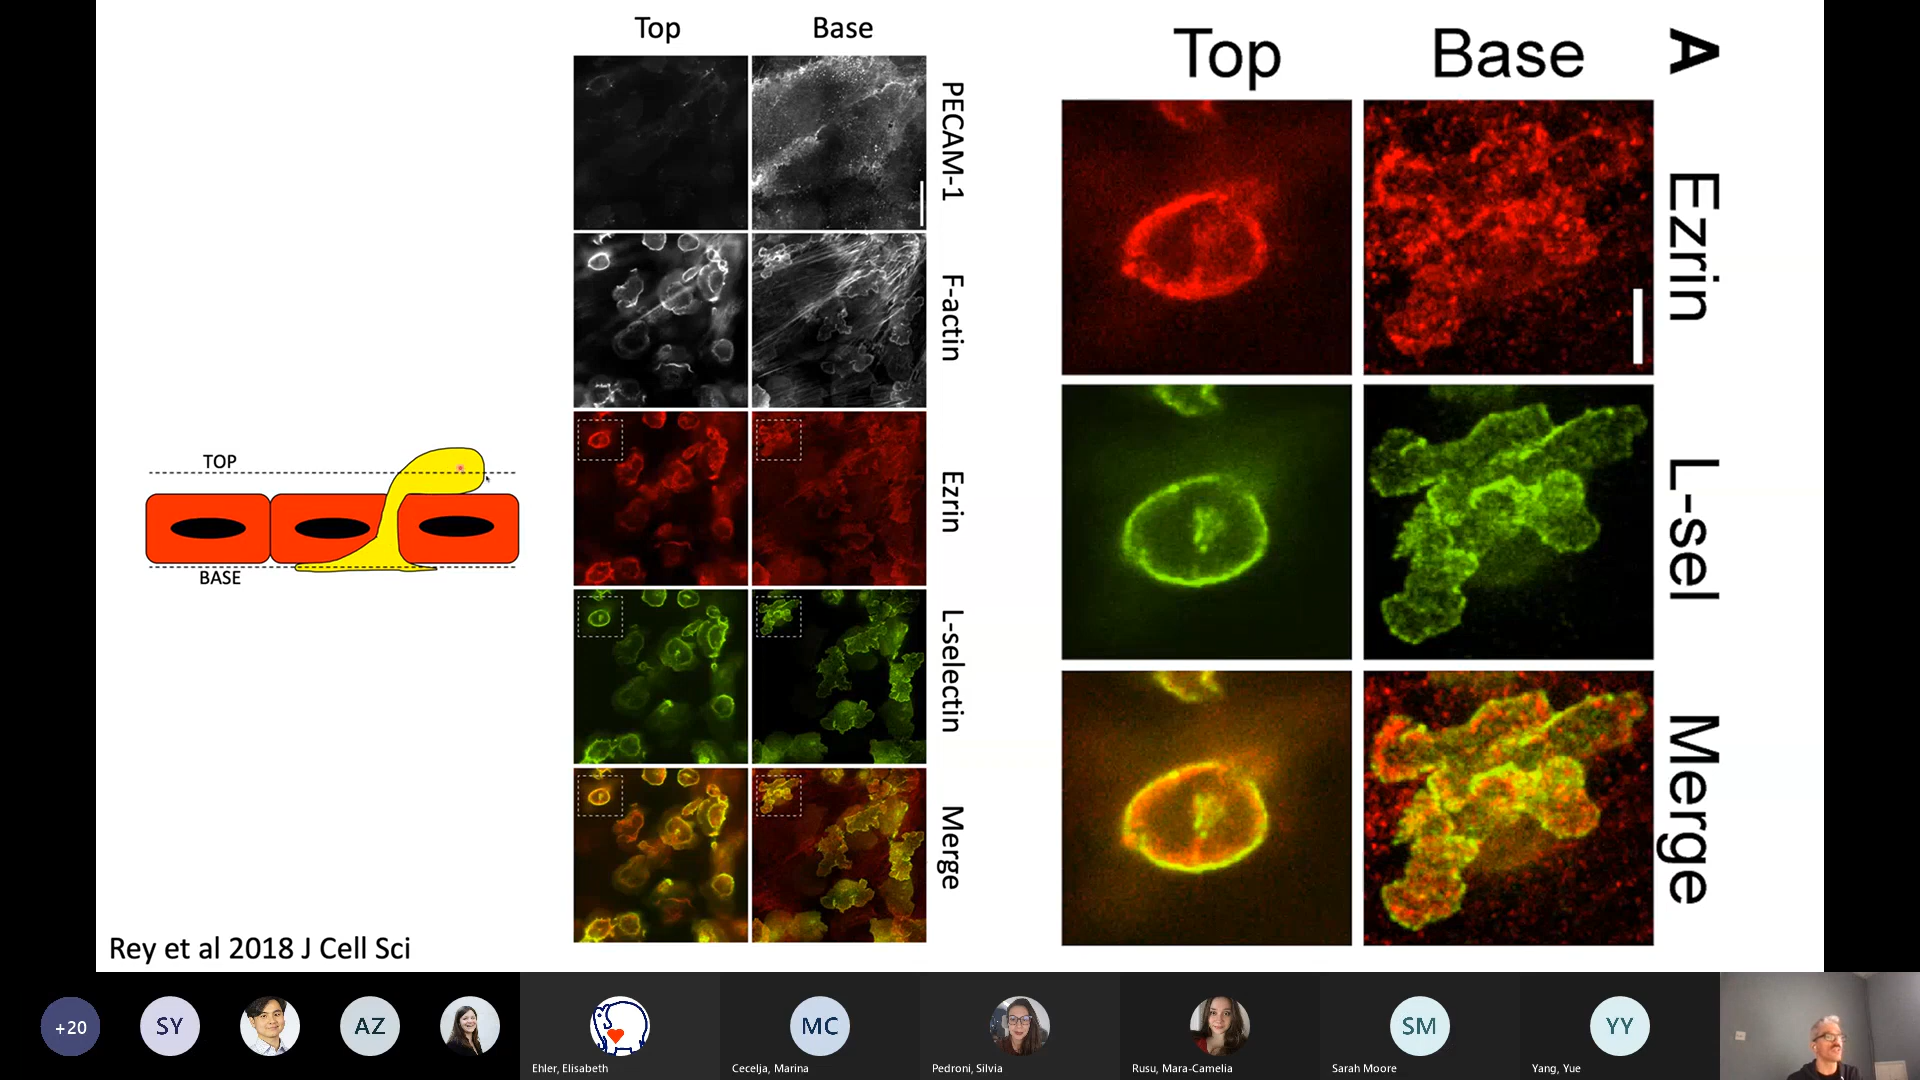 Top Base
PECAM-1
F-actin
Ezrin
L-selectin
Merge
Top Base A
Ezrin
L-sel
Merge
TOP
BASE
Rey et al 2018 J Cell Sci
+20
SY
AZ
MC
SM
YY
Ehler, Elisabeth
Cecelja, Marina
Pedroni, Silvia
Rusu, Mara-Camelia
Sarah Moore
Yang, Yue